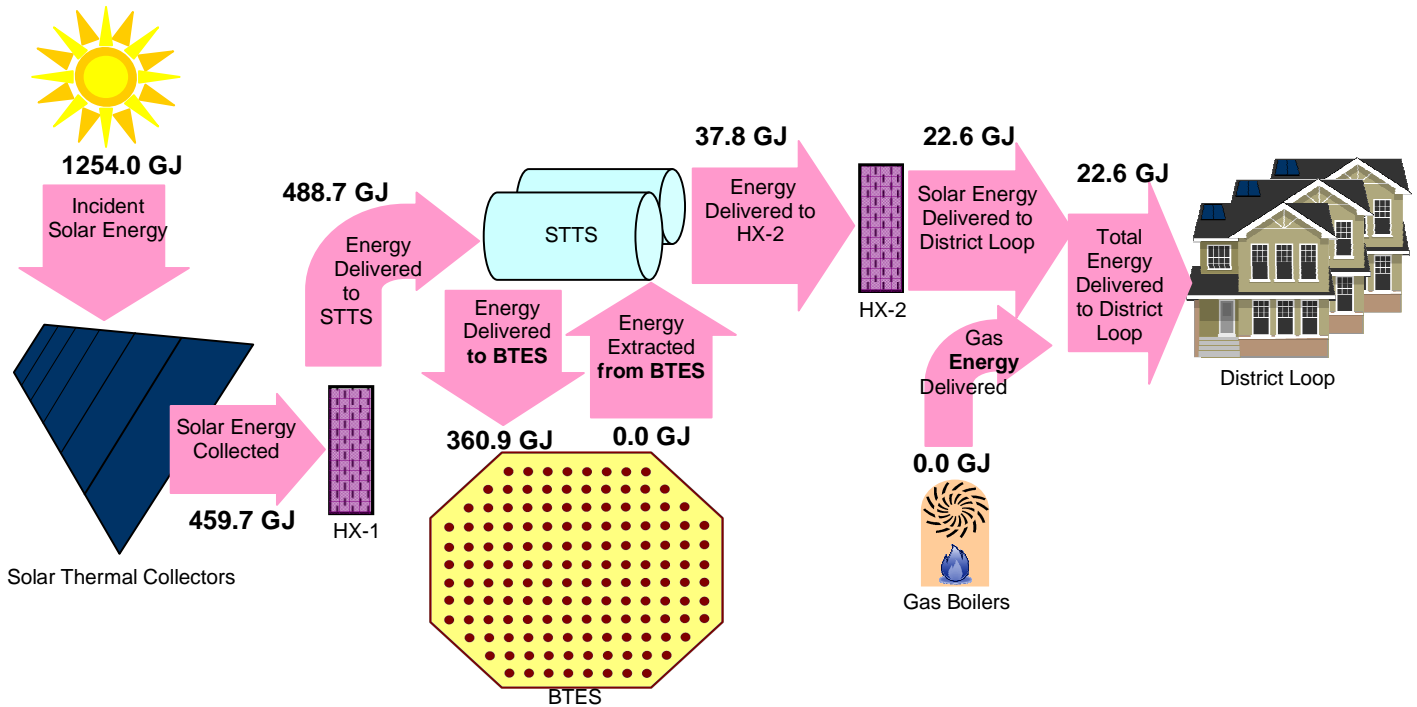 1254.0 GJ
Incident
Solar Energy
Solar Thermal Collectors
Solar Energy
Collected
459.7 GJ
HX-1
488.7 GJ
Energy
Delivered
to
STTS
STTS
Energy
Delivered
to BTES
360.9 GJ
Energy
Extracted
from BTES
0.0 GJ
BTES
37.8 GJ
Energy
Delivered to
HX-2
HX-2
22.6 GJ
Solar Energy
Delivered to
District Loop
Gas
Energy
Delivered
0.0 GJ
Gas Boilers
22.6 GJ
Total
Energy
Delivered
to District
Loop
District Loop